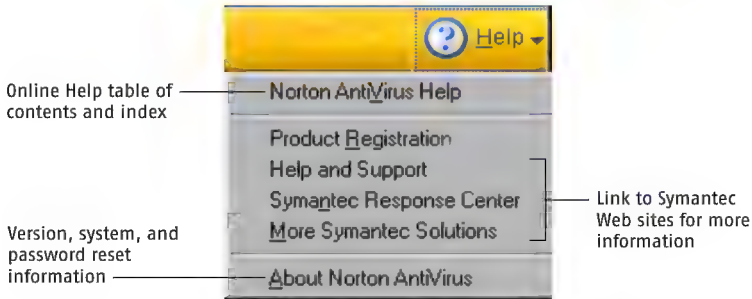 Help
Online Help table of
contents and index
Norton AntiVirus Help
Product Registration
Help and Support
Symantec Response Center
More Symantec Solutions
Link to Symantec
Web sites for more
information
Version, system, and
password reset
information
About Norton AntiVirus